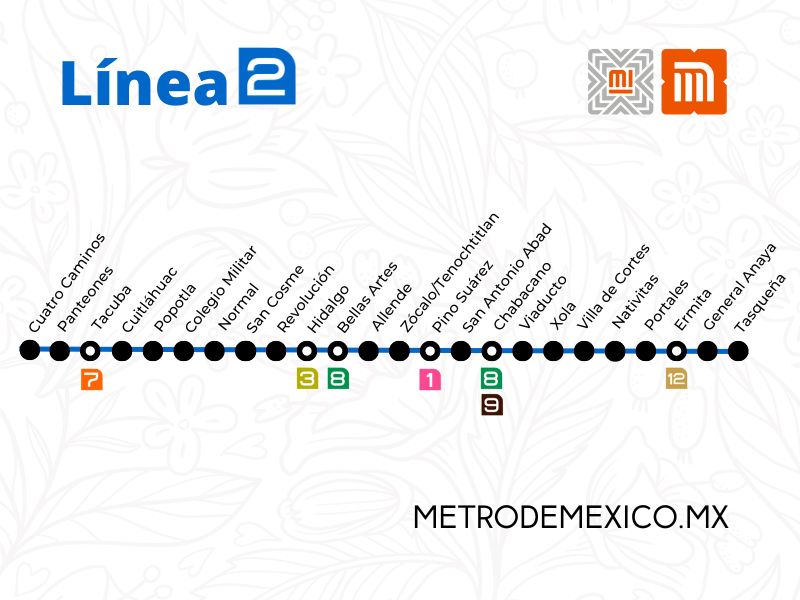 Línea 2
MI
Cuatro Caminos
Panteones
Tacuba
Cuitláhuac
Popotla
Colegio Militar
Normal
San Cosme
Revolución
Hidalgo
Bellas Artes
Allende
Zócalo/Tenochtitlan
Pino Suárez
San Antonio Abad
Chabacano
Viaducto
Xola
Villa de Cortes
Nativitas
Portales
Ermita
General Anaya
Tasqueña
7
3
8
1
8
12
9
METRODEMEXICO.MX